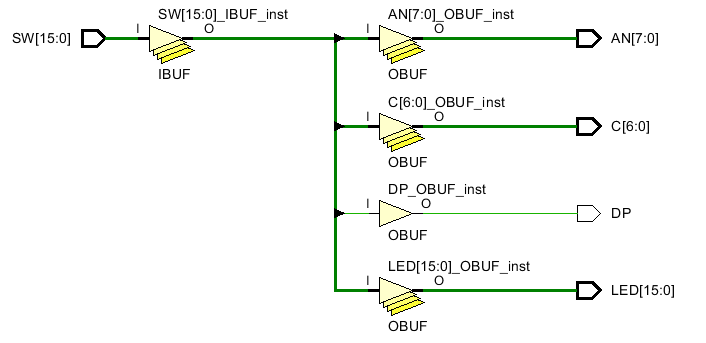 SW[15:0]_IBUF_inst
SW[15:0]
I
O
IBUF
AN[7:0]_OBUF_inst
I
O
AN[7:0]
OBUF
C[6:0]_OBUF_inst
I
O
C[6:0]
OBUF
DP_OBUF_inst
I
O
DP
OBUF
LED[15:0]_OBUF_inst
I
O
LED[15:0]
OBUF